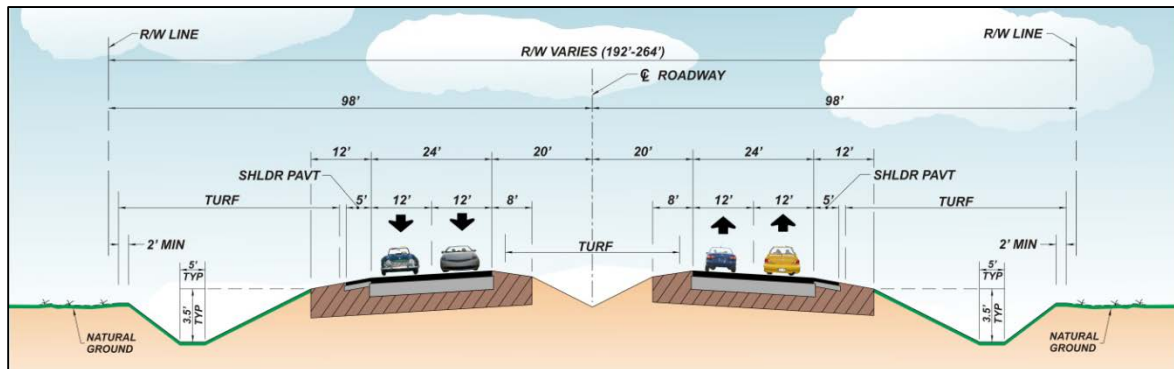 R/W LINE
R/W LINE
R/W VARIES (192'-264')
℄ ROADWAY
98'
98'
12'
24'
20'
20'
24'
12'
SHLDR PAVT
SHLDR PAVT
TURF
5'
12'
12'
8'
8'
12'
12'
5'
TURF
2' MIN
TURF
2' MIN
5'
TYP
5'
TYP
3.5'
TYP
3.5'
TYP
NATURAL
GROUND
NATURAL
GROUND